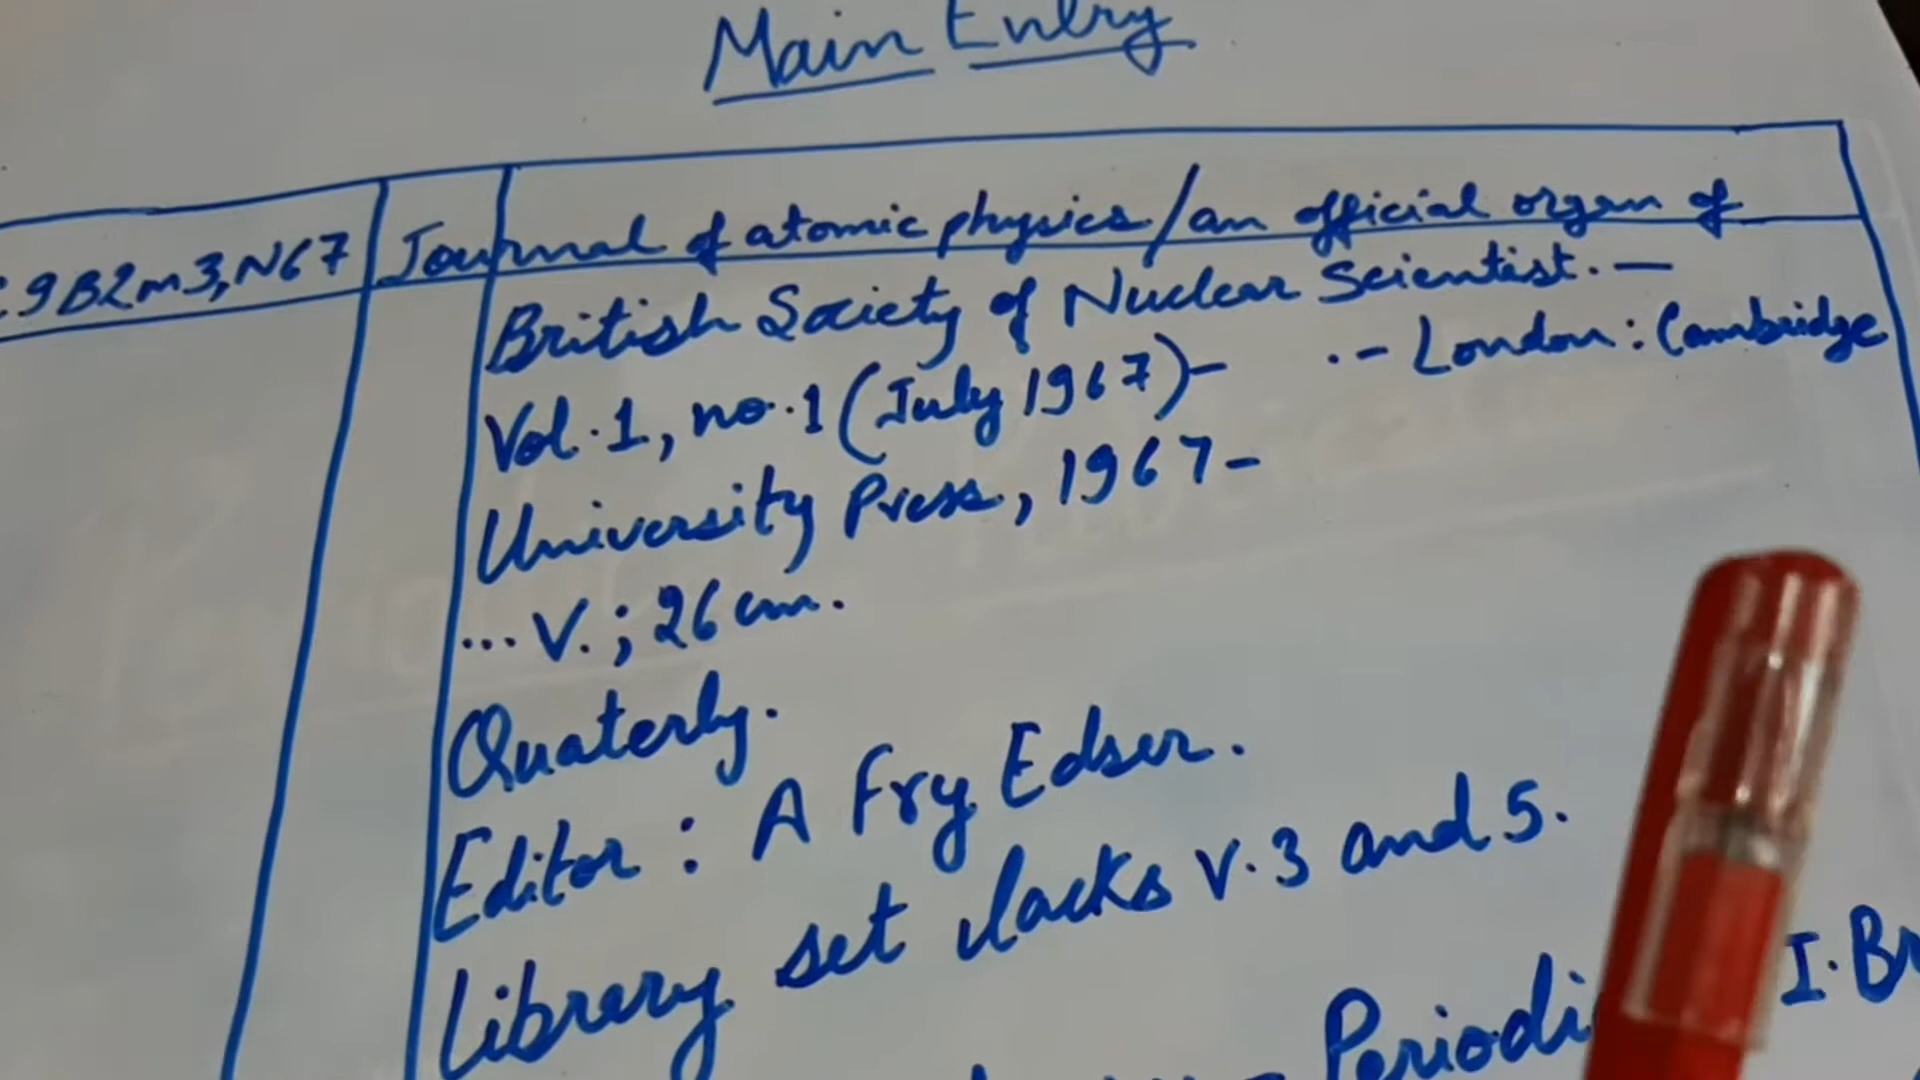 Main Entry
:9B2m3,N67 Journal of atomic physics/an official organ of
British Society of Nuclear Scientist. —
Vol. 1, no. 1 (July 1967)- .- London : Cambridge
University Press, 1967-
... V. ; 26 cm.
Quaterly.
Editor : A Fry Edser.
Library set lacks v. 3 and 5.
I. Br
Periodi